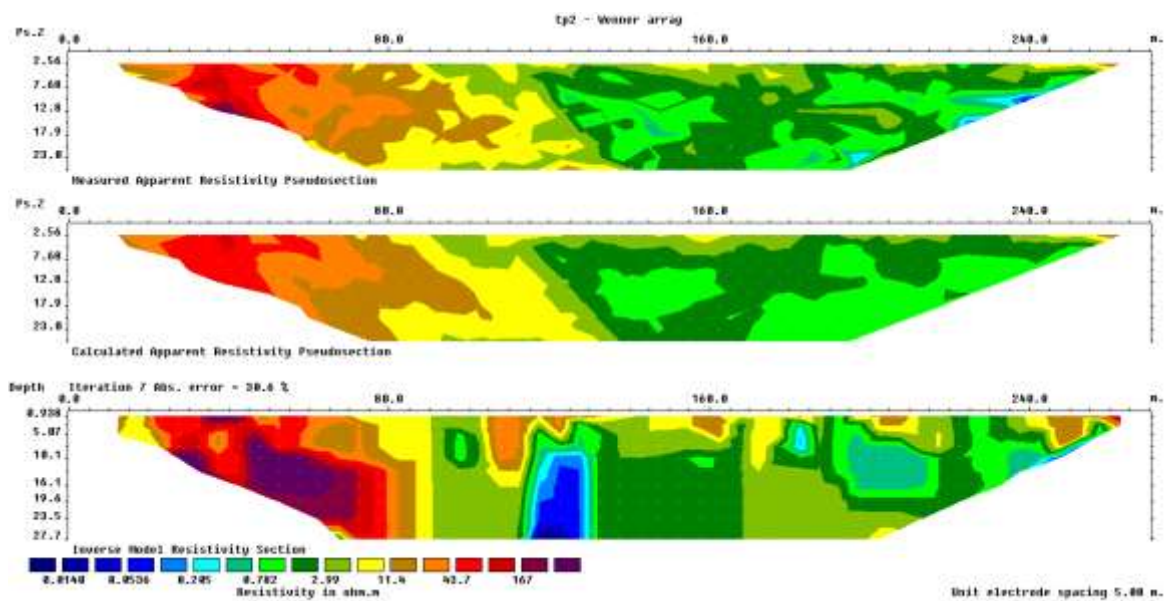 tp2 - Wenner array
Ps.Z 0.0 80.0 160.0 240.0 m.
2.56
7.68
12.8
17.9
23.0
Measured Apparent Resistivity Pseudosection
Ps.Z 0.0 80.0 160.0 240.0 m.
2.56
7.68
12.8
17.9
23.0
Calculated Apparent Resistivity Pseudosection
Depth Iteration 7 Abs. error = 30.6 %
0.0 80.0 160.0 240.0 m.
0.938
5.07
10.1
16.1
19.6
23.5
27.7
Inverse Model Resistivity Section
0.0140 0.0536 0.205 0.782 2.99 11.4 43.7 167
Resistivity in ohm.m
Unit electrode spacing 5.00 m.